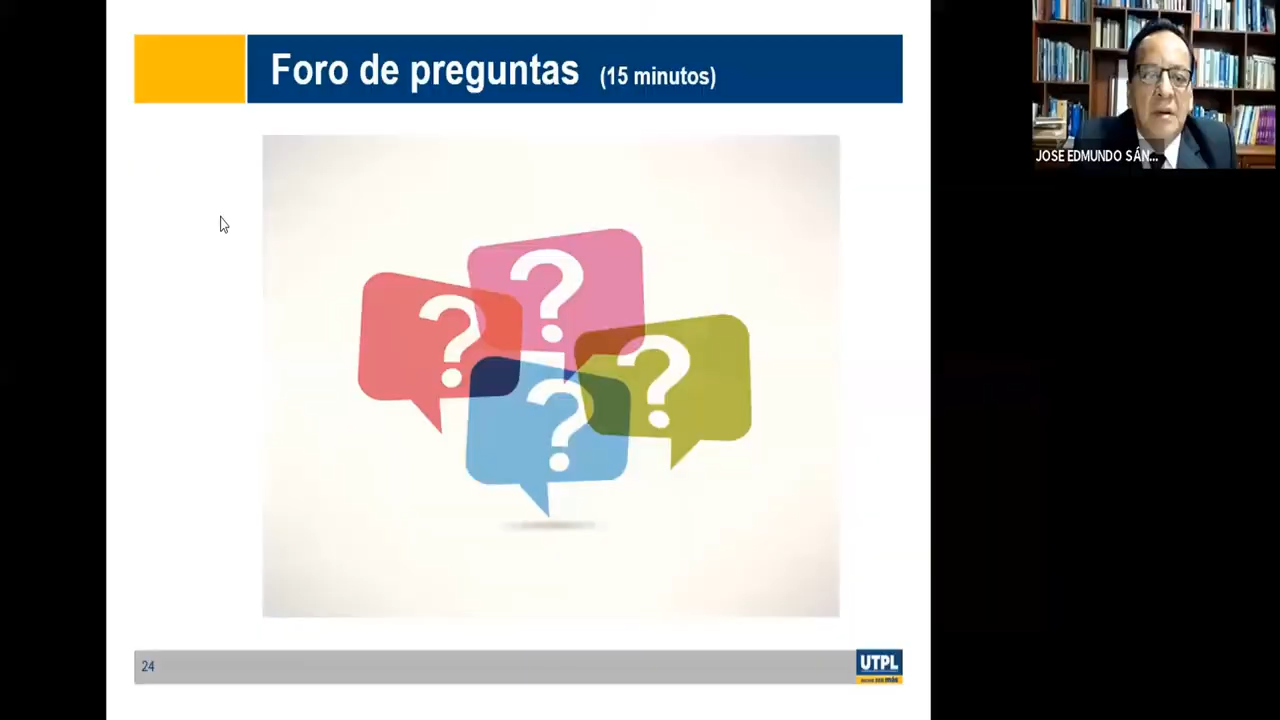 Foro de preguntas (15 minutos)
JOSE EDMUNDO SÁN...
? ? ? ?
24
UTPL